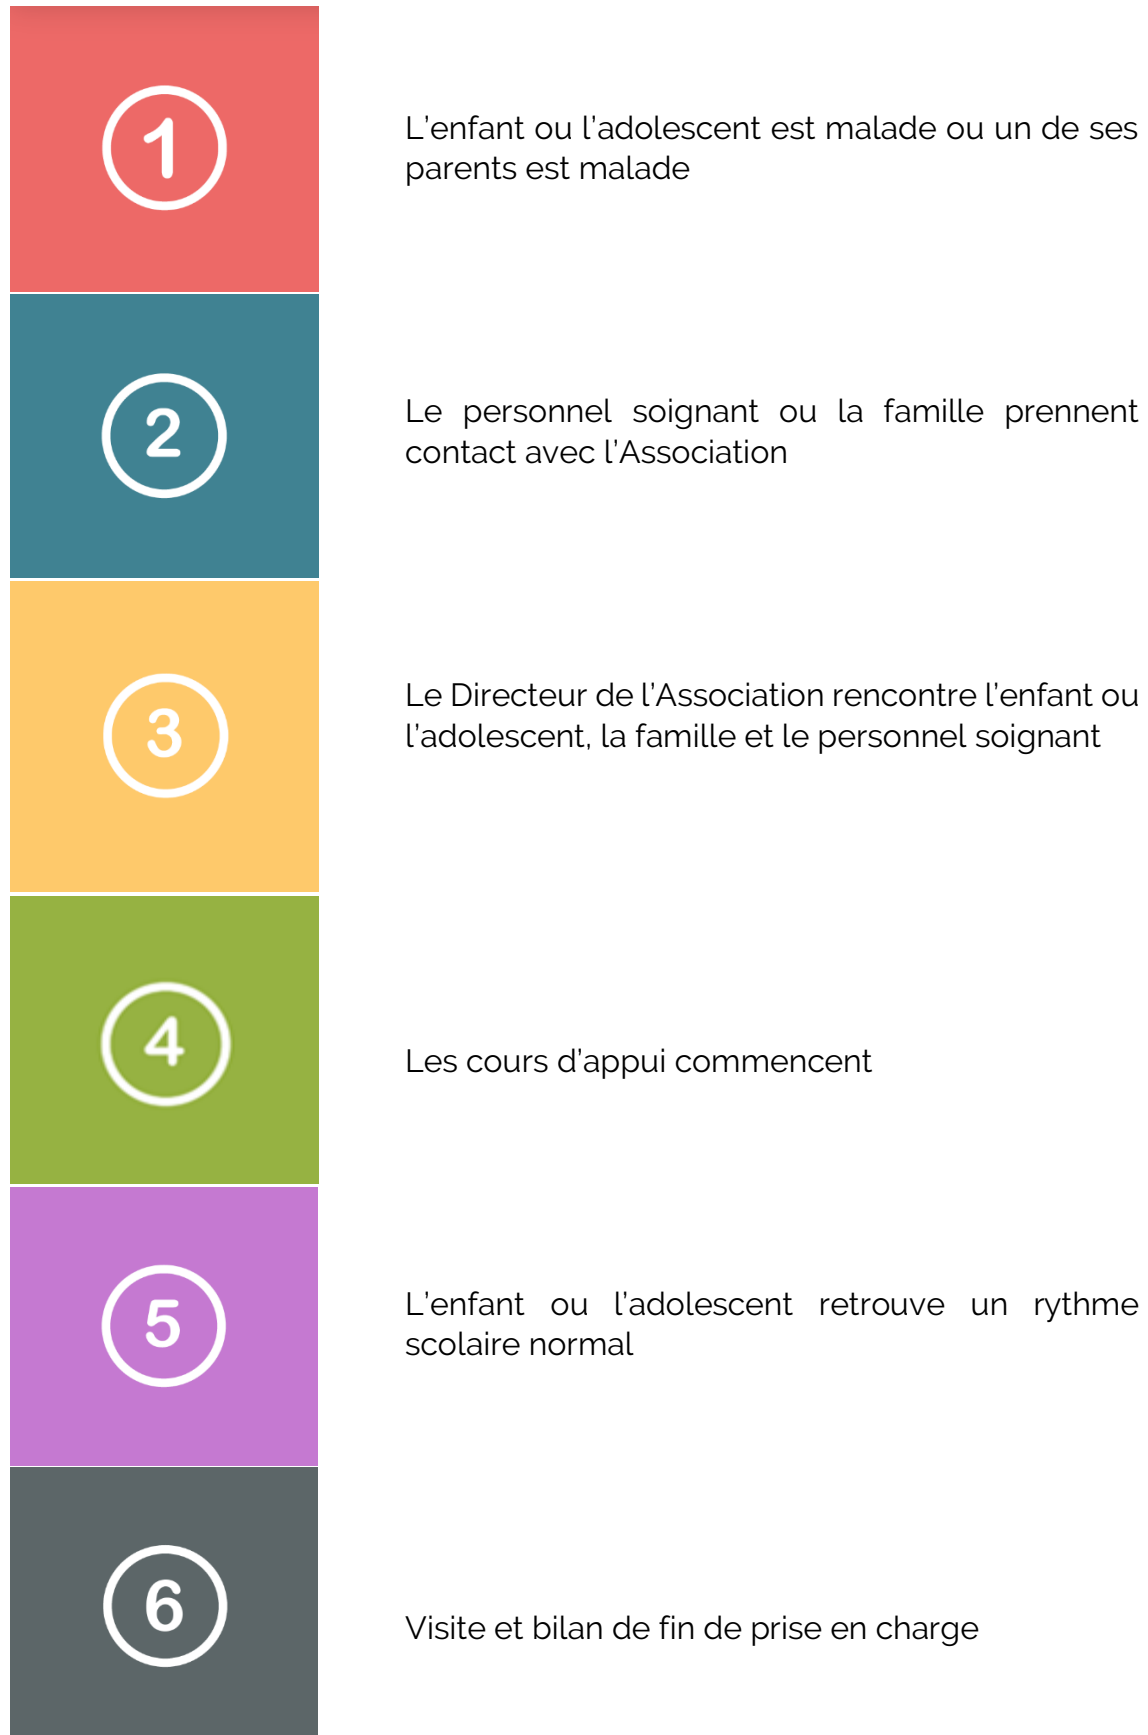 1
L'enfant ou l'adolescent est malade ou un de ses
parents est malade
2
Le personnel soignant ou la famille prennent
contact avec l'Association
3
Le Directeur de l'Association rencontre l'enfant ou
l'adolescent, la famille et le personnel soignant
4
Les cours d'appui commencent
5
L'enfant ou l'adolescent retrouve un rythme
scolaire normal
6
Visite et bilan de fin de prise en charge